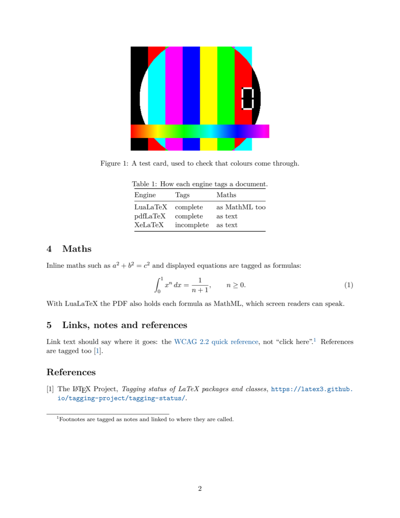 Figure 1: A test card, used to check that colours come through.
Table 1: How each engine tags a document.
Engine Tags Maths
LuaLaTeX complete as MathML too
pdfLaTeX complete as text
XeLaTeX incomplete as text
4 Maths
Inline maths such as a² + b² = c² and displayed equations are tagged as formulas:
∫₀¹ xⁿ dx = 1/(n + 1), n ≥ 0. (1)
With LuaLaTeX the PDF also holds each formula as MathML, which screen readers can speak.
5 Links, notes and references
Link text should say where it goes: the WCAG 2.2 quick reference, not “click here”.¹ References
are tagged too [1].
References
[1] The LaTeX Project, Tagging status of LaTeX packages and classes, https://latex3.github.
io/tagging-project/tagging-status/.
¹Footnotes are tagged as notes and linked to where they are called.
2